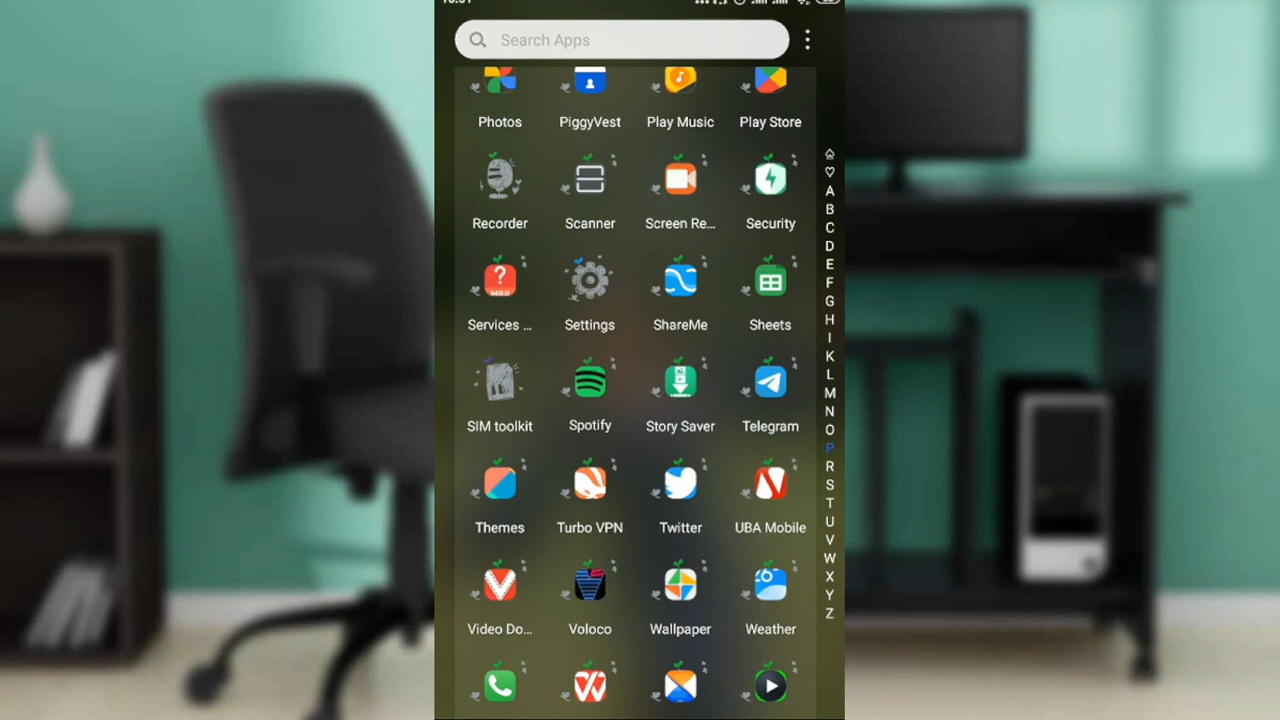 Search Apps
Photos PiggyVest Play Music Play Store
Recorder Scanner Screen Re... Security
Services ... Settings ShareMe Sheets
SIM toolkit Spotify Story Saver Telegram
Themes Turbo VPN Twitter UBA Mobile
Video Do... Voloco Wallpaper Weather
A
B
C
D
E
F
G
H
I
K
L
M
N
O
P
R
S
T
U
V
W
X
Y
Z